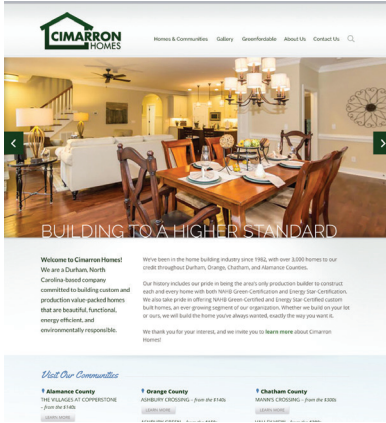 CIMARRON
HOMES
Homes & Communities Gallery Greenfordable About Us Contact Us
BUILDING TO A HIGHER STANDARD
Welcome to Cimarron Homes!
We are a Durham, North
Carolina-based company
committed to building custom and
production value-packed homes
that are beautiful, functional,
energy efficient, and
environmentally responsible.
We've been in the home building industry since 1982, with over 3,000 homes to our
credit throughout Durham, Orange, Chatham, and Alamance Counties.
Our history includes our pride in being the area's only production builder to construct
each and every home with both NAHB Green Certification and Energy Star Certification.
We also take pride in offering NAHB Green-Certified and Energy Star-Certified custom
built homes, an ever-growing segment of our organization. Whether we build on your lot
or ours, we will build the home you've always wanted, exactly the way you want it.
We thank you for your interest, and we invite you to learn more about Cimarron
Homes!
Visit Our Communities
Alamance County
THE VILLAGES AT COPPERSTONE
– from the $140s
LEARN MORE
Orange County
ASHBURY CROSSING – from the $140s
LEARN MORE
Chatham County
MANN'S CROSSING – from the $300s
LEARN MORE